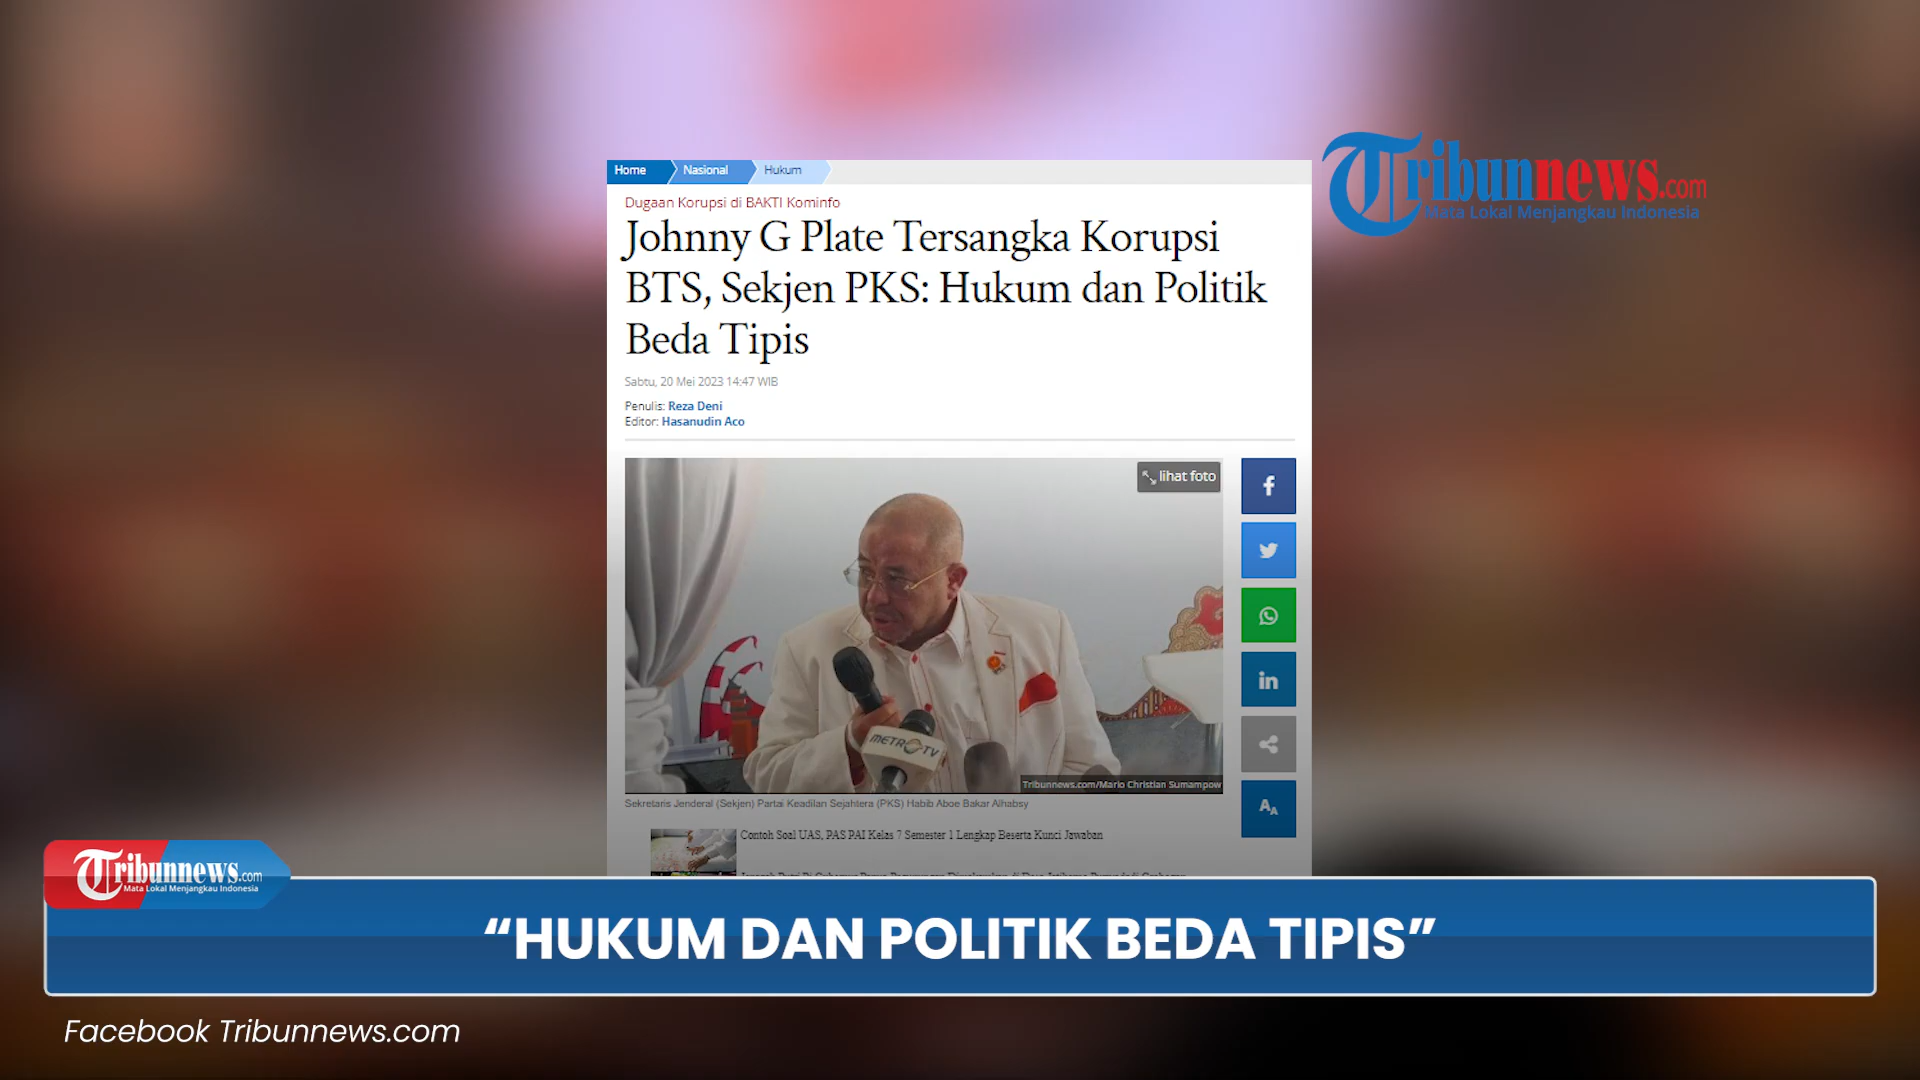 Home Nasional Hukum
Tribunnews.com
Mata Lokal Menjangkau Indonesia
Dugaan Korupsi di BAKTI Kominfo
Johnny G Plate Tersangka Korupsi
BTS, Sekjen PKS: Hukum dan Politik
Beda Tipis
Sabtu, 20 Mei 2023 14:47 WIB
Penulis: Reza Deni
Editor: Hasanudin Aco
lihat foto
METRO TV
Tribunnews.com/Mario Christian Sumampow
Sekretaris Jenderal (Sekjen) Partai Keadilan Sejahtera (PKS) Habib Aboe Bakar Alhabsy
AA
Contoh Soal UAS, PAS PAI Kelas 7 Semester 1 Lengkap Beserta Kunci Jawaban
Tribunnews.com
Mata Lokal Menjangkau Indonesia
“HUKUM DAN POLITIK BEDA TIPIS”
Facebook Tribunnews.com